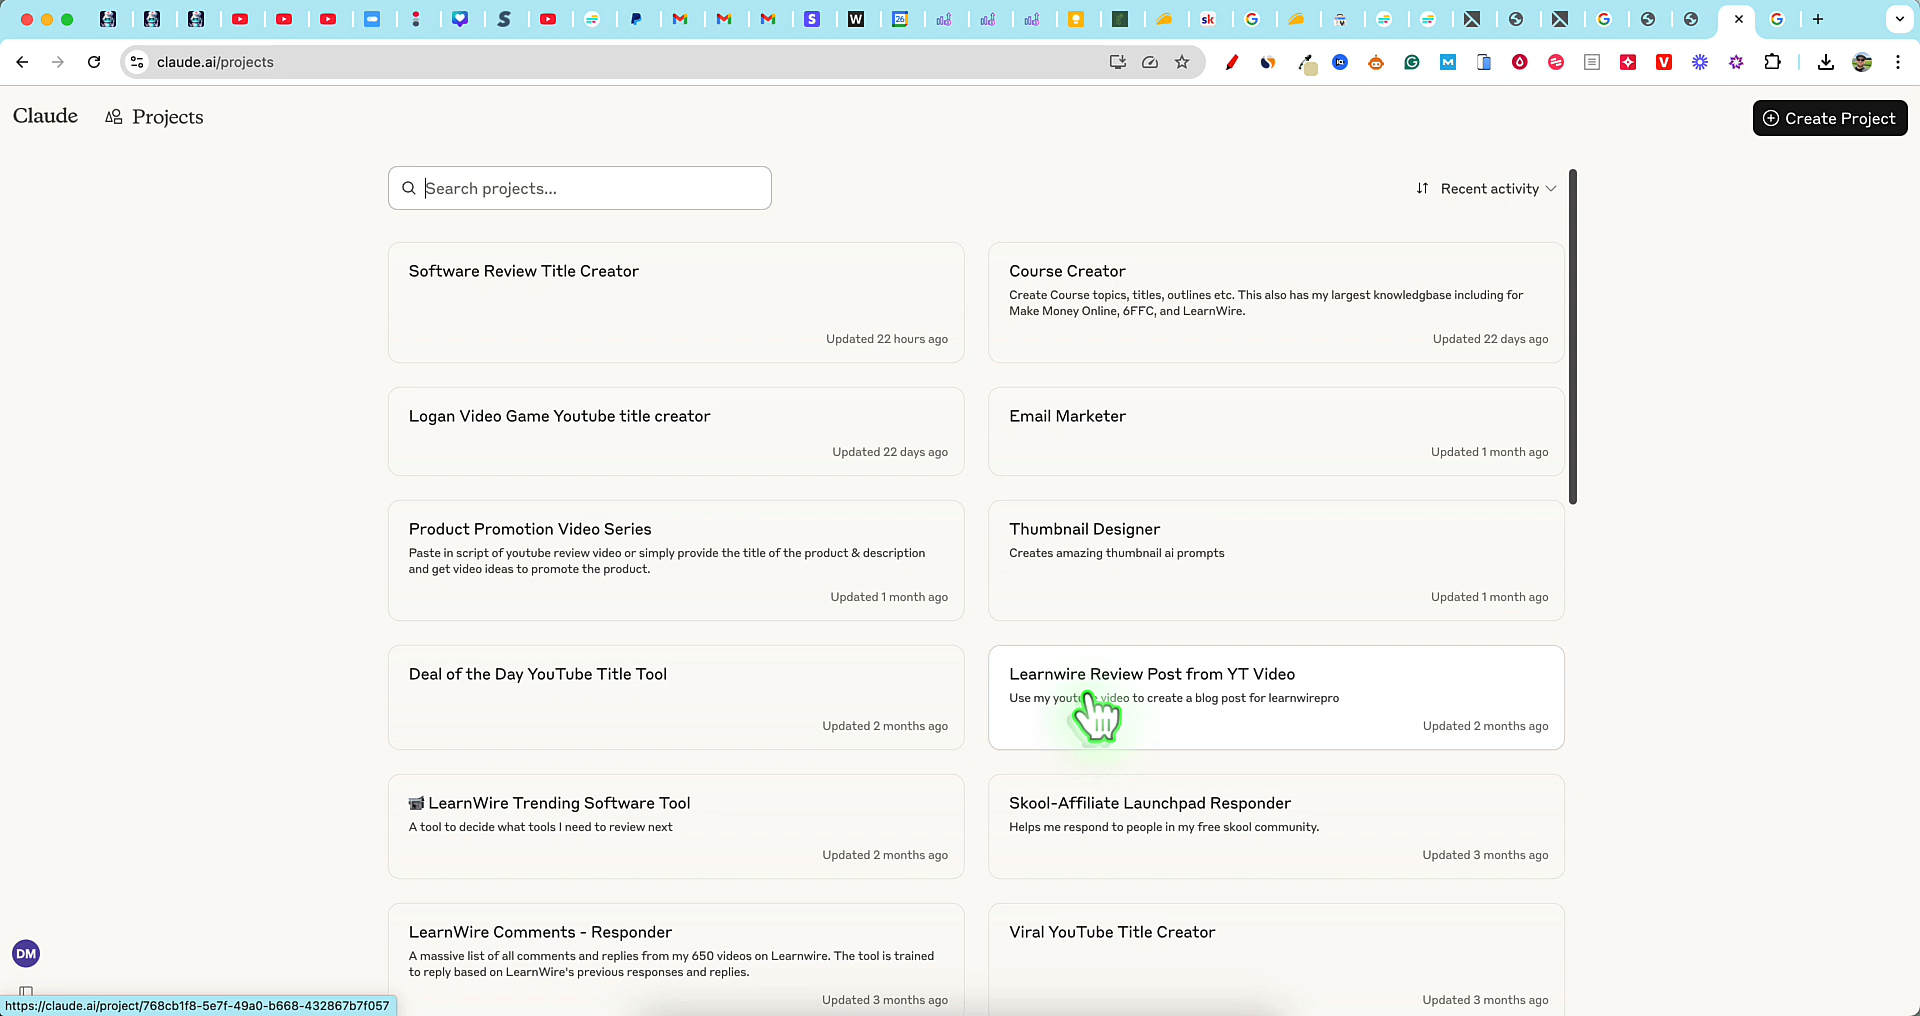 claude.ai/projects
Claude
Projects
Create Project
Search projects...
Recent activity
Software Review Title Creator
Updated 22 hours ago
Course Creator
Create Course topics, titles, outlines etc. This also has my largest knowledgbase including for
Make Money Online, 6FFC, and LearnWire.
Updated 22 days ago
Logan Video Game Youtube title creator
Updated 22 days ago
Email Marketer
Updated 1 month ago
Product Promotion Video Series
Paste in script of youtube review video or simply provide the title of the product & description
and get video ideas to promote the product.
Updated 1 month ago
Thumbnail Designer
Creates amazing thumbnail ai prompts
Updated 1 month ago
Deal of the Day YouTube Title Tool
Updated 2 months ago
Learnwire Review Post from YT Video
Use my youtube video to create a blog post for learnwirepro
Updated 2 months ago
LearnWire Trending Software Tool
A tool to decide what tools I need to review next
Updated 2 months ago
Skool-Affiliate Launchpad Responder
Helps me respond to people in my free skool community.
Updated 3 months ago
LearnWire Comments - Responder
A massive list of all comments and replies from my 650 videos on Learnwire. The tool is trained
to reply based on LearnWire's previous responses and replies.
Updated 3 months ago
Viral YouTube Title Creator
Updated 3 months ago
DM
https://claude.ai/project/768cb1f8-5e7f-49a0-b668-432867b7f057